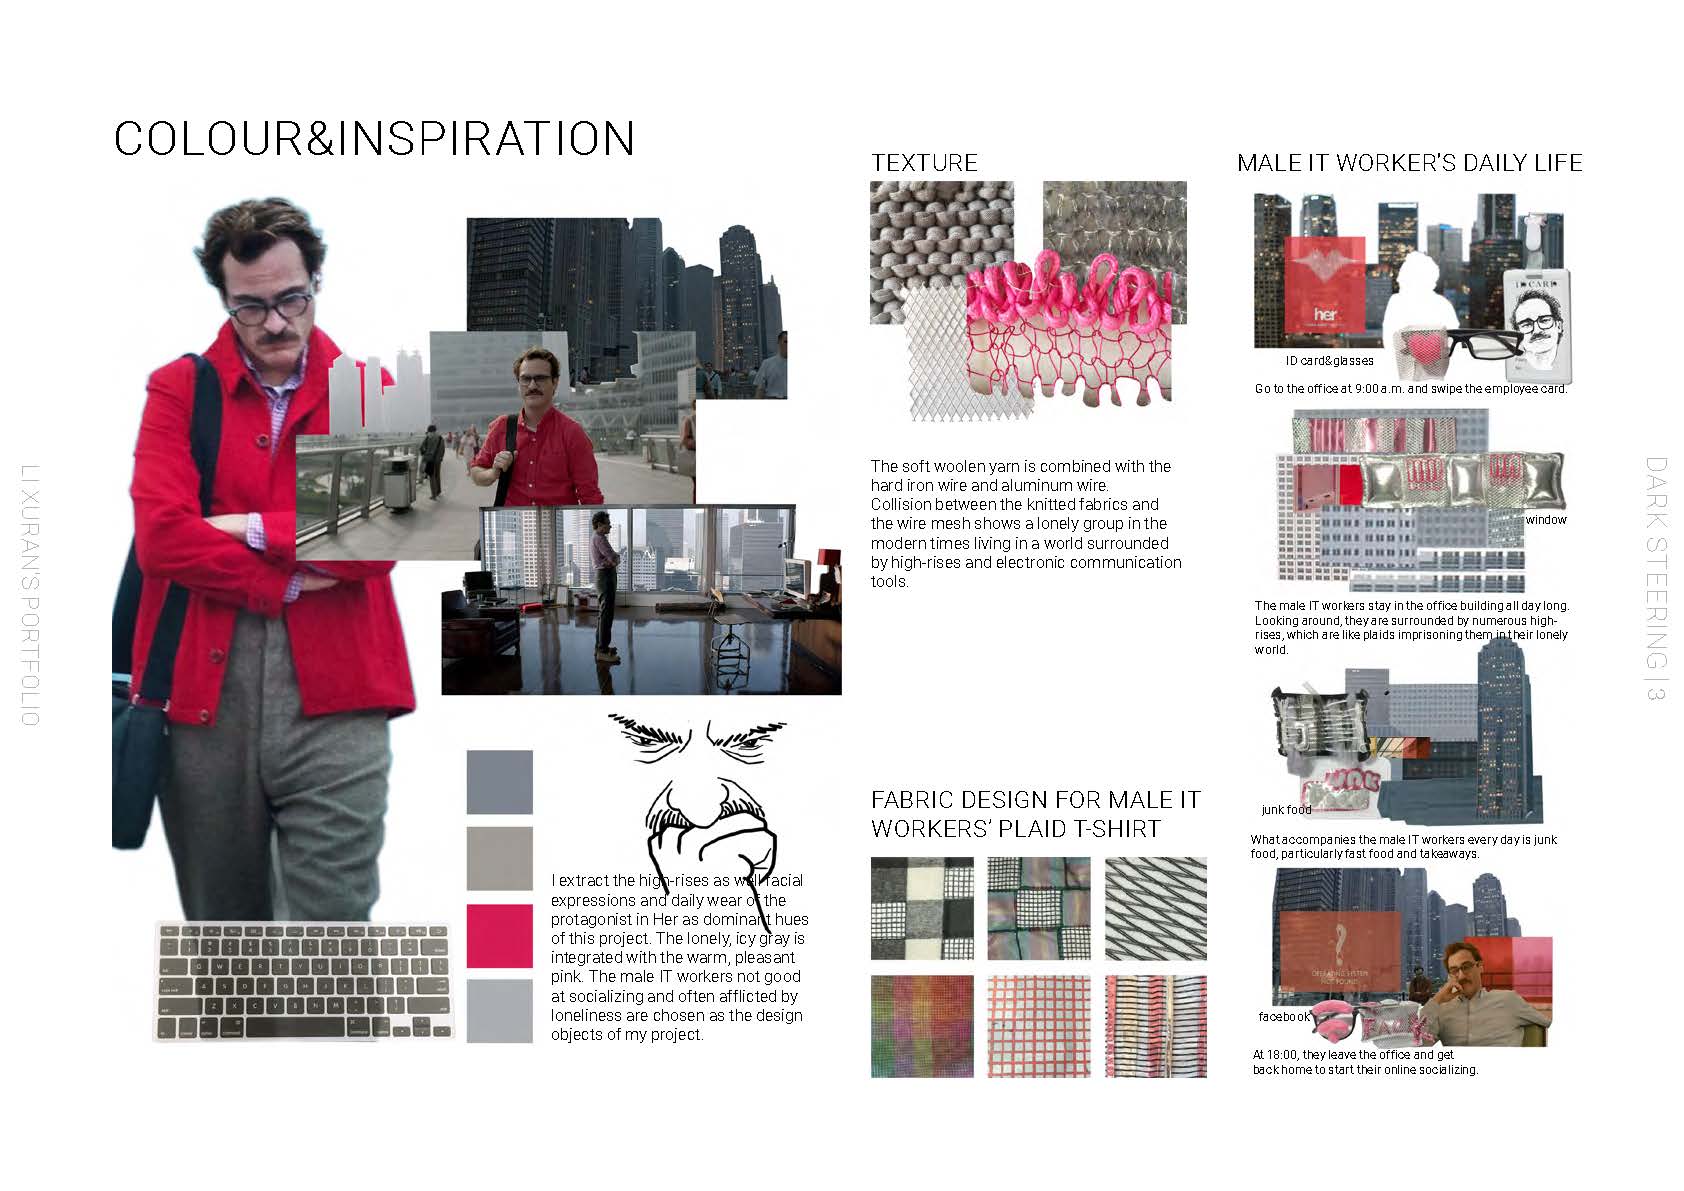 COLOUR&INSPIRATION
LI XURAN'S PORTFOLIO
I extract the high-rises as well facial
expressions and daily wear of the
protagonist in Her as dominant hues
of this project. The lonely, icy gray is
integrated with the warm, pleasant
pink. The male IT workers not good
at socializing and often afflicted by
loneliness are chosen as the design
objects of my project.
TEXTURE
The soft woolen yarn is combined with the
hard iron wire and aluminum wire.
Collision between the knitted fabrics and
the wire mesh shows a lonely group in the
modern times living in a world surrounded
by high-rises and electronic communication
tools.
FABRIC DESIGN FOR MALE IT
WORKERS' PLAID T-SHIRT
MALE IT WORKER'S DAILY LIFE
her
ID CARD
ID card&glasses
Go to the office at 9:00 a.m. and swipe the employee card.
window
The male IT workers stay in the office building all day long.
Looking around, they are surrounded by numerous high-
rises, which are like plaids imprisoning them in their lonely
world.
junk food
What accompanies the male IT workers every day is junk
food, particularly fast food and takeaways.
OPERATING SYSTEM
NOT FOUND
facebook
At 18:00, they leave the office and get
back home to start their online socializing.
DARK STEERING | 3